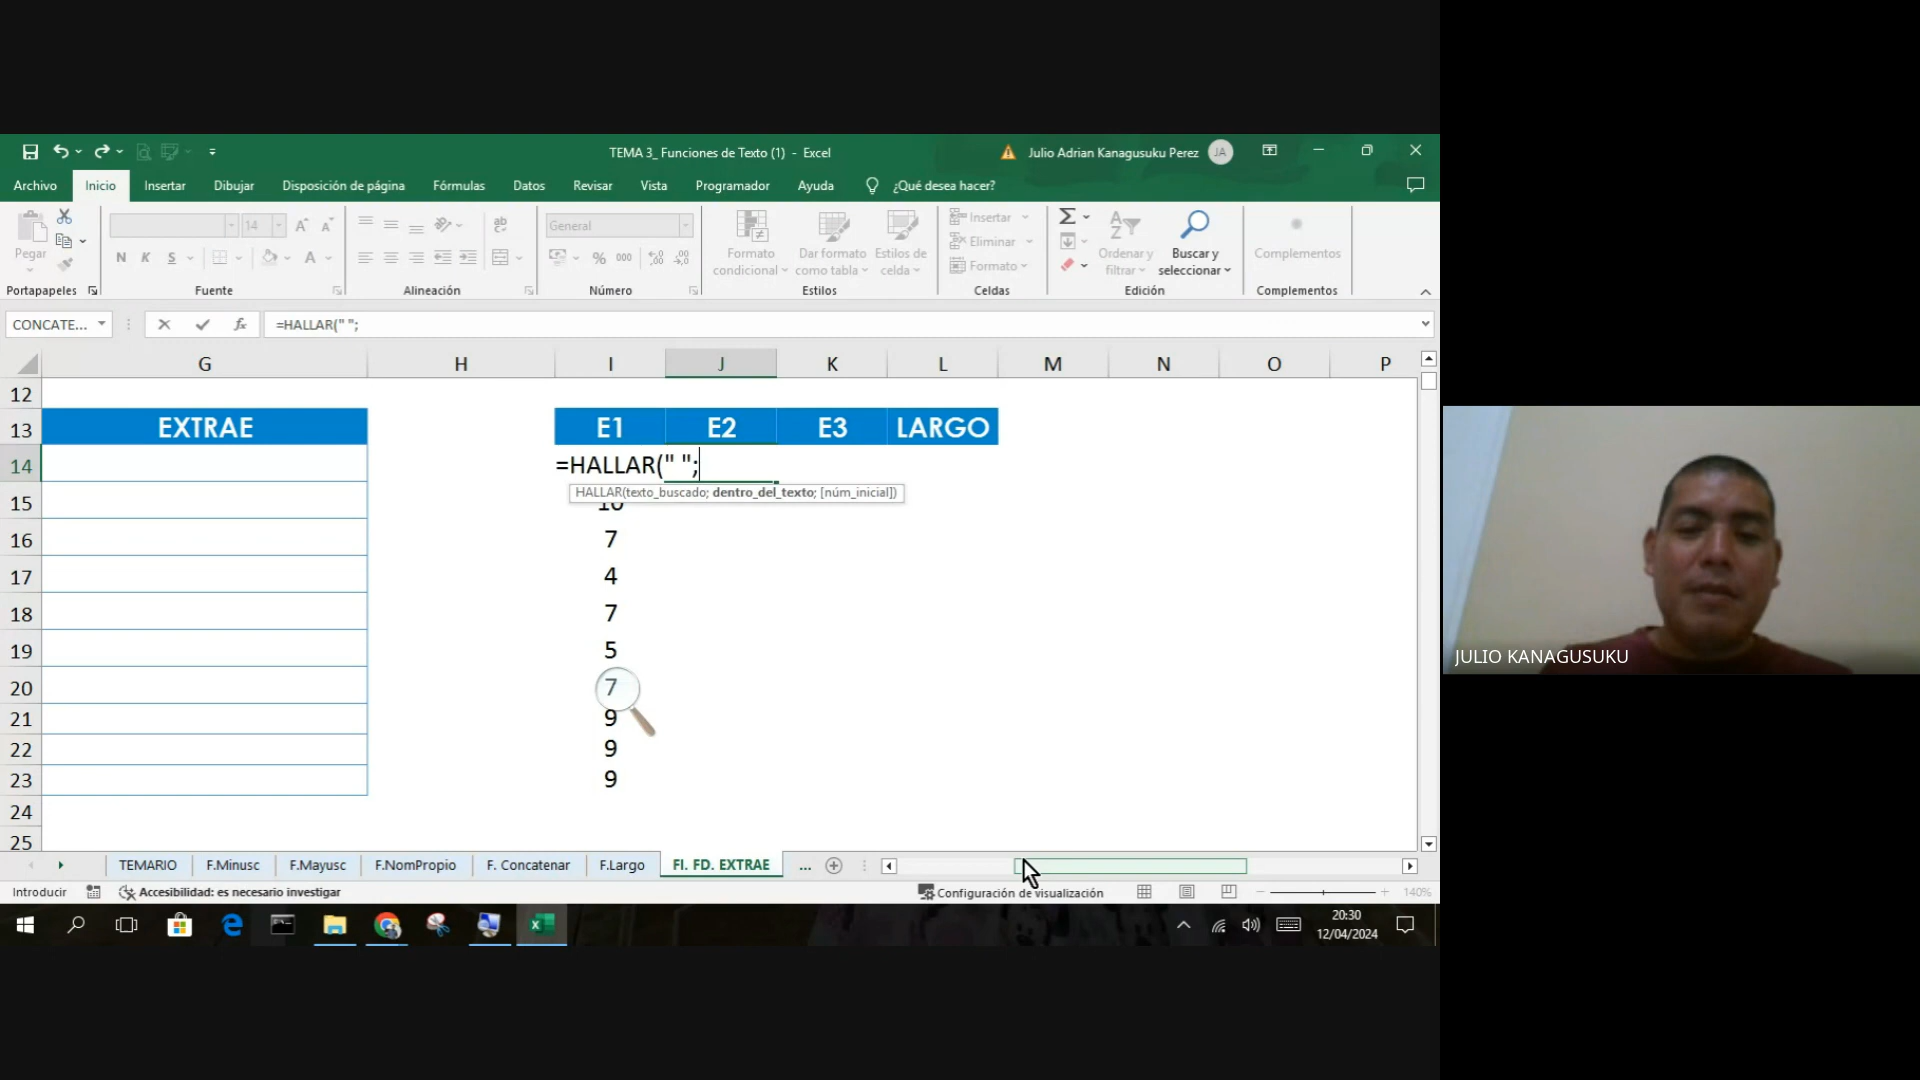 TEMA 3_ Funciones de Texto (1) - Excel
Julio Adrian Kanagusuku Perez
JA
Archivo
Inicio
Insertar
Dibujar
Disposición de página
Fórmulas
Datos
Revisar
Vista
Programador
Ayuda
¿Qué desea hacer?
Pegar
14
N K S
General
% 000
Formato condicional
Dar formato como tabla
Estilos de celda
Insertar
Eliminar
Formato
Ordenar y filtrar
Buscar y seleccionar
Complementos
Portapapeles
Fuente
Alineación
Número
Estilos
Celdas
Edición
Complementos
CONCATE...
fx
=HALLAR(" ";
G H I J K L M N O P
12
13 EXTRAE E1 E2 E3 LARGO
14 =HALLAR(" ";
HALLAR(texto_buscado; dentro_del_texto; [núm_inicial])
15 10
16 7
17 4
18 7
19 5
20 7
21 9
22 9
23 9
24
25
TEMARIO
F.Minusc
F.Mayusc
F.NomPropio
F. Concatenar
F.Largo
FI. FD. EXTRAE
...
Introducir
Accesibilidad: es necesario investigar
Configuración de visualización
140%
20:30
12/04/2024
JULIO KANAGUSUKU